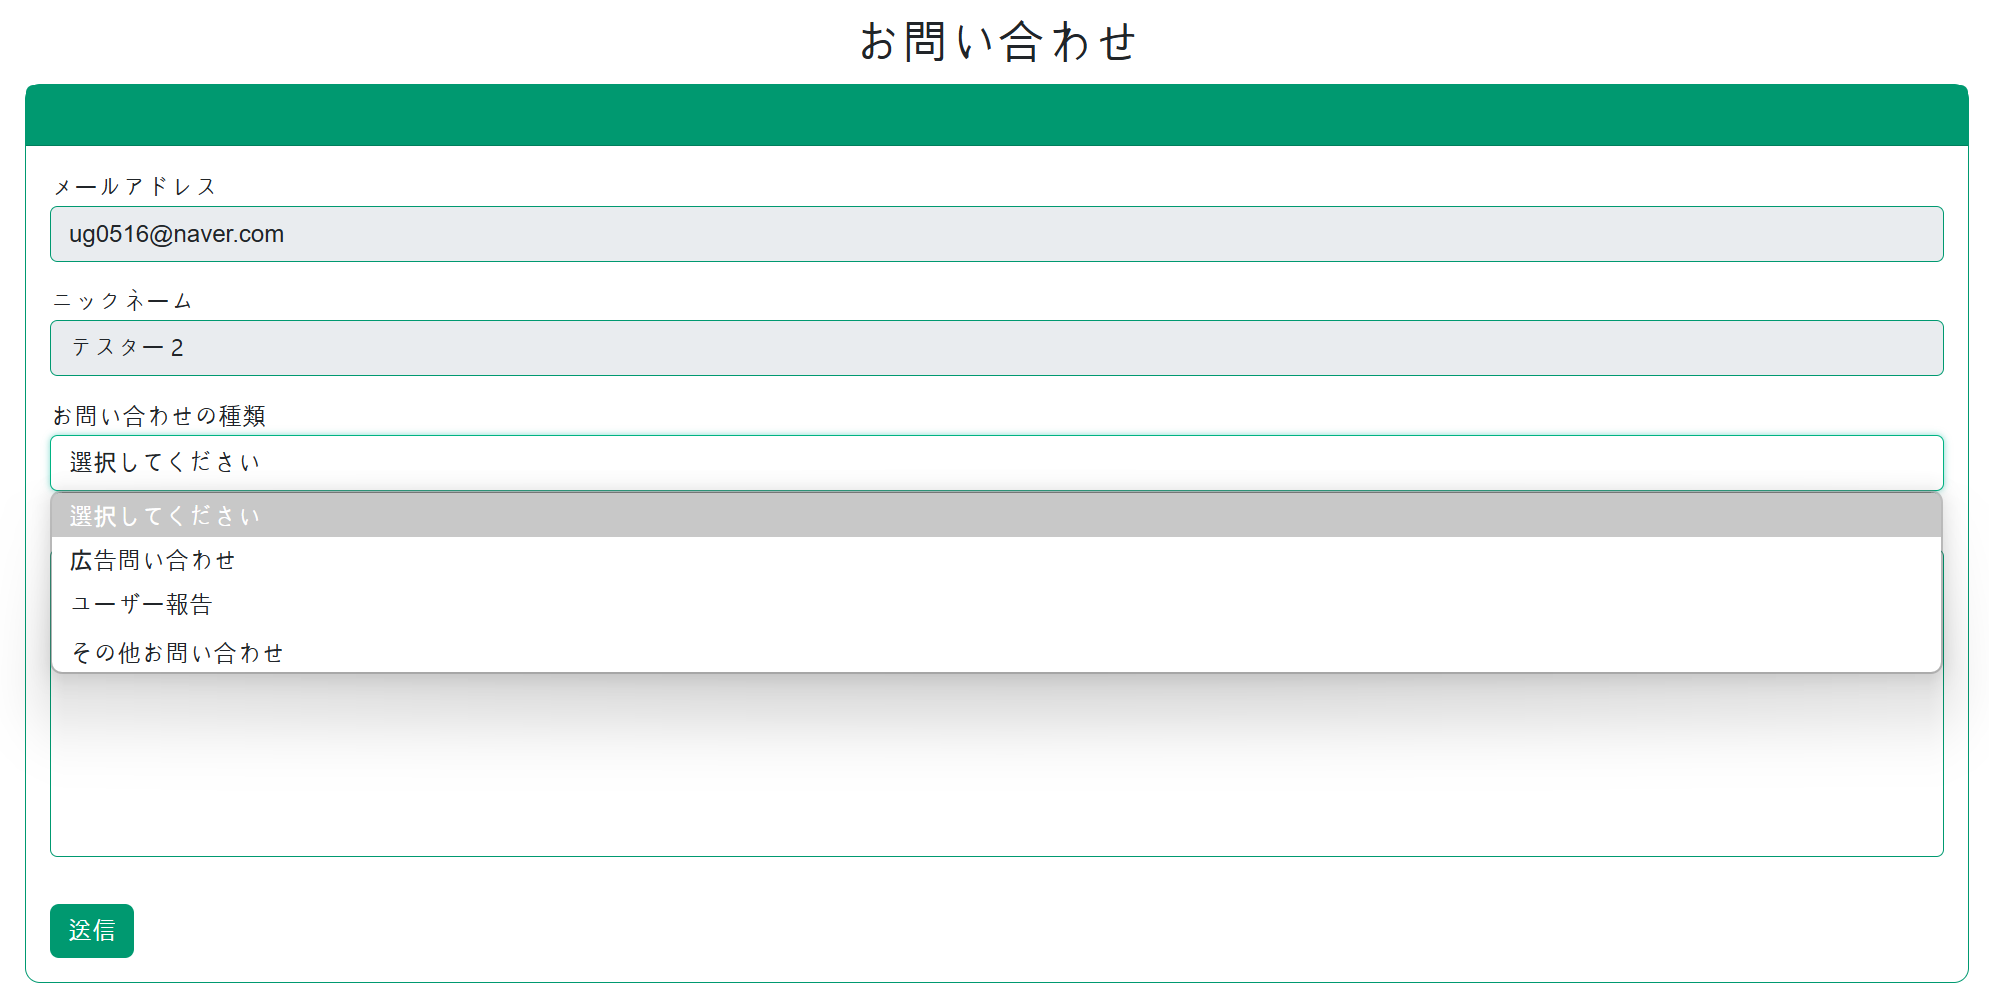 お問い合わせ
メールアドレス
ug0516@naver.com
ニックネーム
テスター２
お問い合わせの種類
選択してください
選択してください
広告問い合わせ
ユーザー報告
その他お問い合わせ
送信